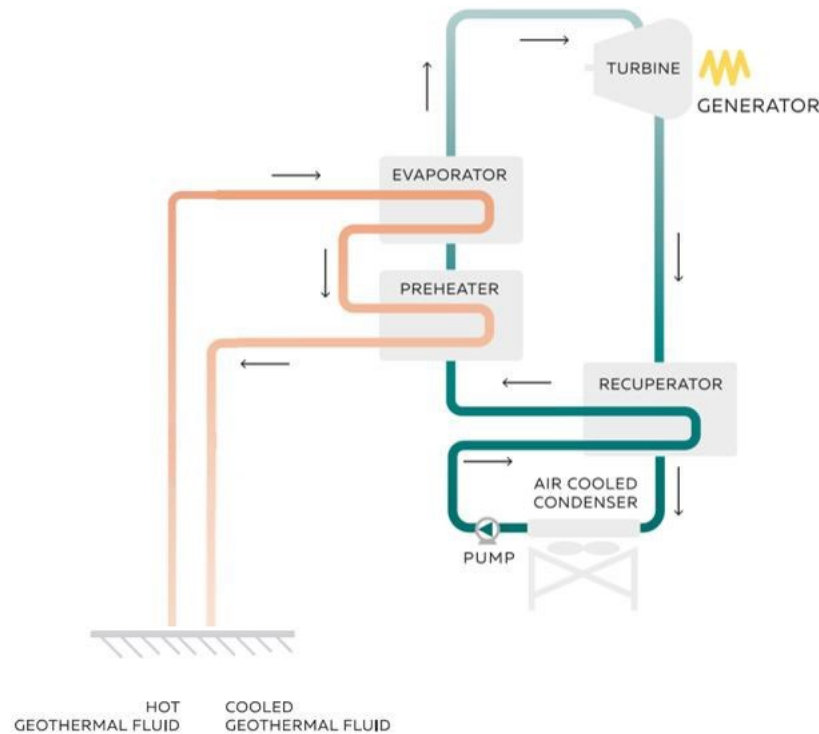 TURBINE
GENERATOR
EVAPORATOR
PREHEATER
RECUPERATOR
AIR COOLED
CONDENSER
PUMP
HOT
GEOTHERMAL FLUID
COOLED
GEOTHERMAL FLUID